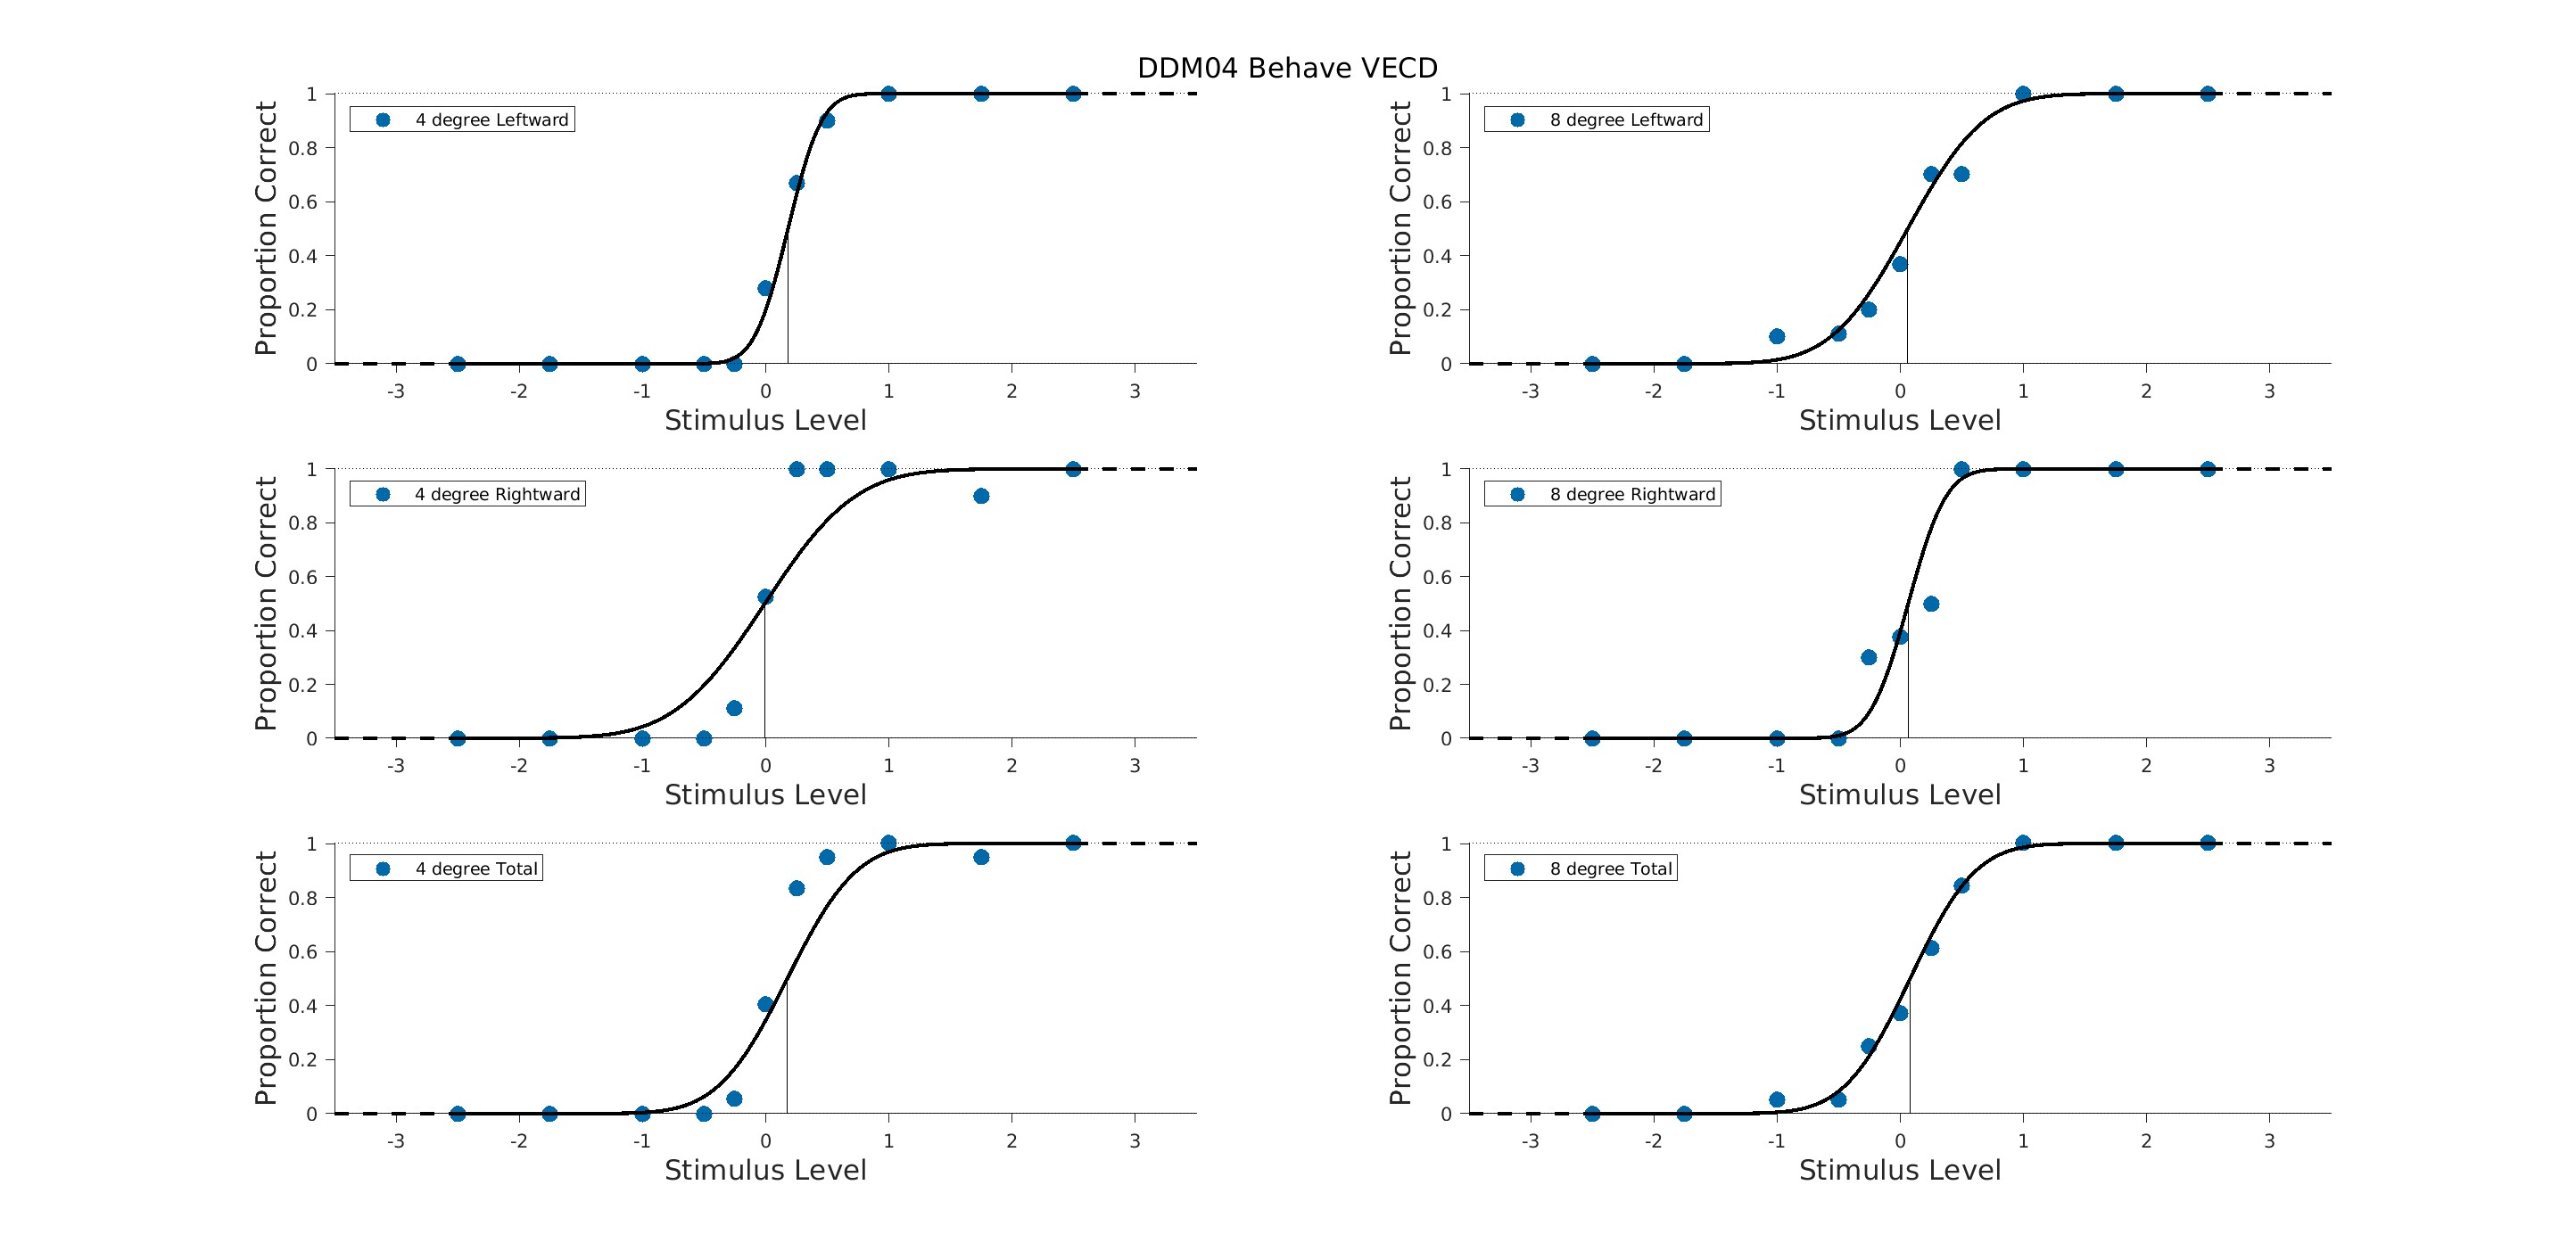 DDM04 Behave VECD
1
0.8
0.6
0.4
0.2
0
Proportion Correct
4 degree Leftward
-3 -2 -1 0 1 2 3
Stimulus Level
1
0.8
0.6
0.4
0.2
0
Proportion Correct
8 degree Leftward
-3 -2 -1 0 1 2 3
Stimulus Level
1
0.8
0.6
0.4
0.2
0
Proportion Correct
4 degree Rightward
-3 -2 -1 0 1 2 3
Stimulus Level
1
0.8
0.6
0.4
0.2
0
Proportion Correct
8 degree Rightward
-3 -2 -1 0 1 2 3
Stimulus Level
1
0.8
0.6
0.4
0.2
0
Proportion Correct
4 degree Total
-3 -2 -1 0 1 2 3
Stimulus Level
1
0.8
0.6
0.4
0.2
0
Proportion Correct
8 degree Total
-3 -2 -1 0 1 2 3
Stimulus Level